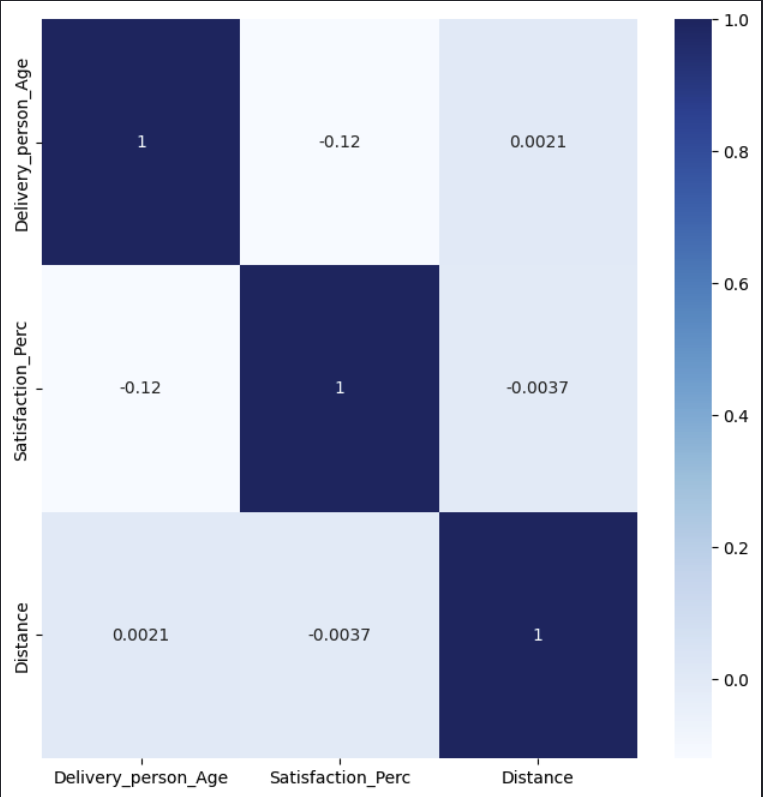 Delivery_person_Age
1
-0.12
0.0021
Satisfaction_Perc
-0.12
1
-0.0037
Distance
0.0021
-0.0037
1
Delivery_person_Age
Satisfaction_Perc
Distance
1.0
0.8
0.6
0.4
0.2
0.0